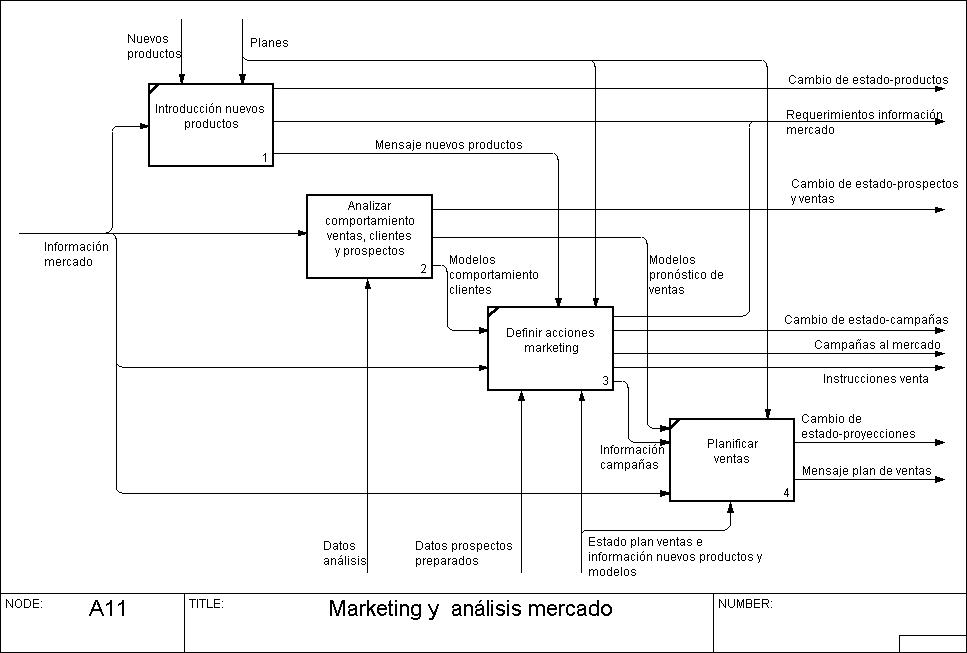 Nuevos
productos
Planes
Cambio de estado-productos
Introducción nuevos
productos
1
Requerimientos información
mercado
Mensaje nuevos productos
Cambio de estado-prospectos
y ventas
Analizar
comportamiento
ventas, clientes
y prospectos
2
Información
mercado
Modelos
comportamiento
clientes
Modelos
pronóstico de
ventas
Definir acciones
marketing
3
Cambio de estado-campañas
Campañas al mercado
Instrucciones venta
Cambio de
estado-proyecciones
Planificar
ventas
4
Información
campañas
Mensaje plan de ventas
Datos
análisis
Datos prospectos
preparados
Estado plan ventas e
información nuevos productos y
modelos
NODE:
A11
TITLE:
Marketing y  análisis mercado
NUMBER: